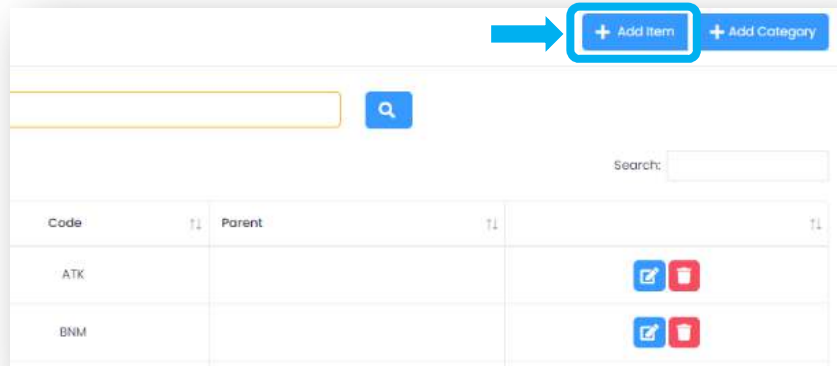 + Add Item + Add Category
Search:
Code Parent
ATK
BNM